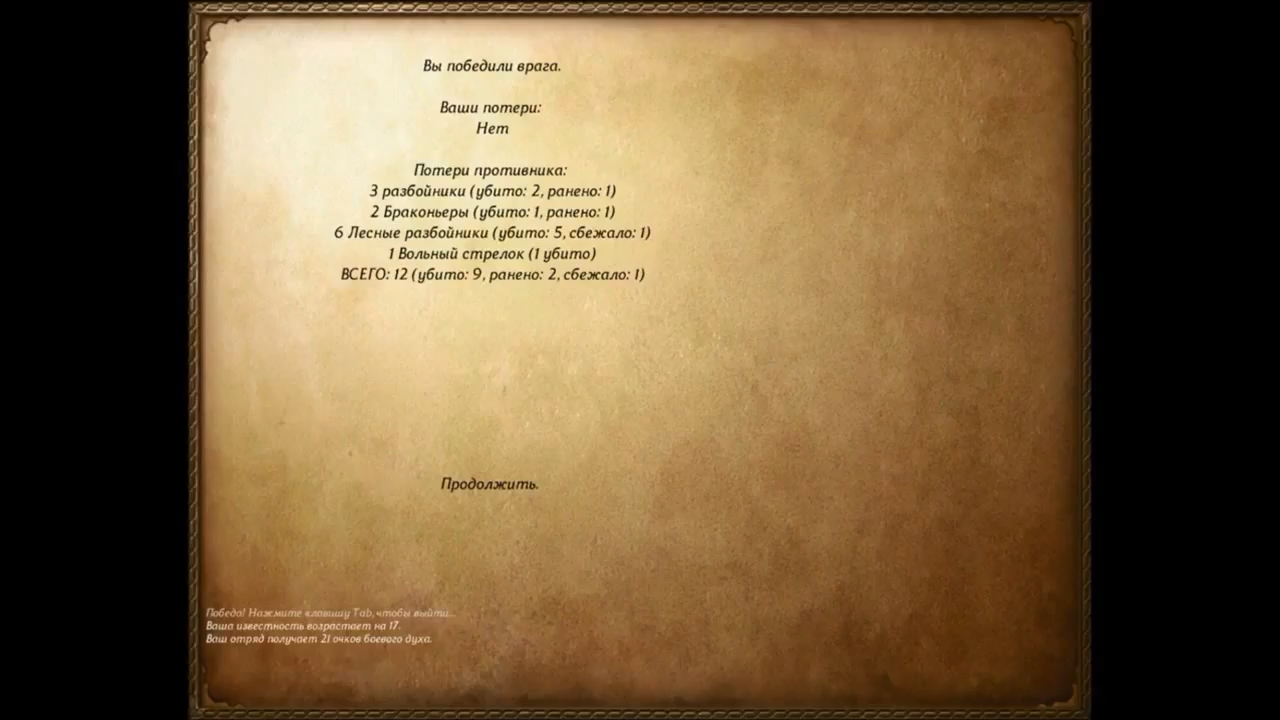 Вы победили врага.
Ваши потери:
Нет
Потери противника:
3 разбойники (убито: 2, ранено: 1)
2 Браконьеры (убито: 1, ранено: 1)
6 Лесные разбойники (убито: 5, сбежало: 1)
1 Вольный стрелок (1 убито)
ВСЕГО: 12 (убито: 9, ранено: 2, сбежало: 1)
Продолжить.
Победа! Нажмите клавишу Tab, чтобы выйти...
Ваша известность возрастает на 17.
Ваш отряд получает 21 очков боевого духа.